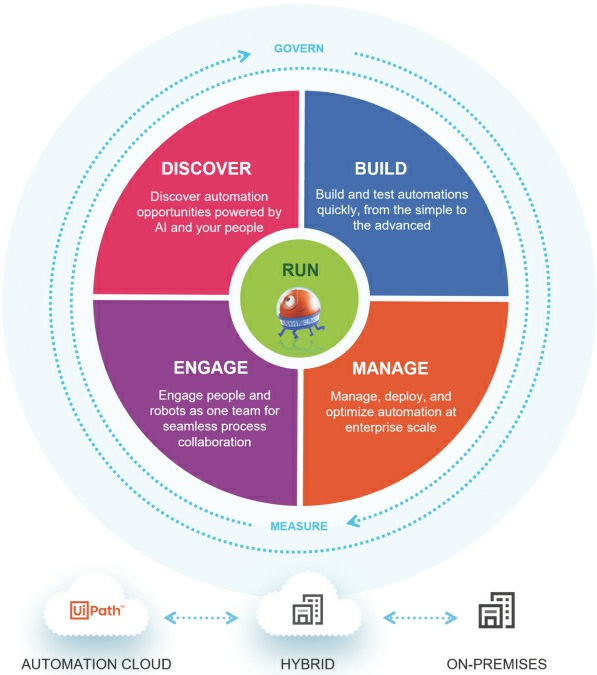 GOVERN
DISCOVER
Discover automation
opportunities powered by
AI and your people
BUILD
Build and test automations
quickly, from the simple to
the advanced
RUN
ENGAGE
Engage people and
robots as one team for
seamless process
collaboration
MANAGE
Manage, deploy, and
optimize automation at
enterprise scale
MEASURE
UiPath™
AUTOMATION CLOUD
HYBRID
ON-PREMISES